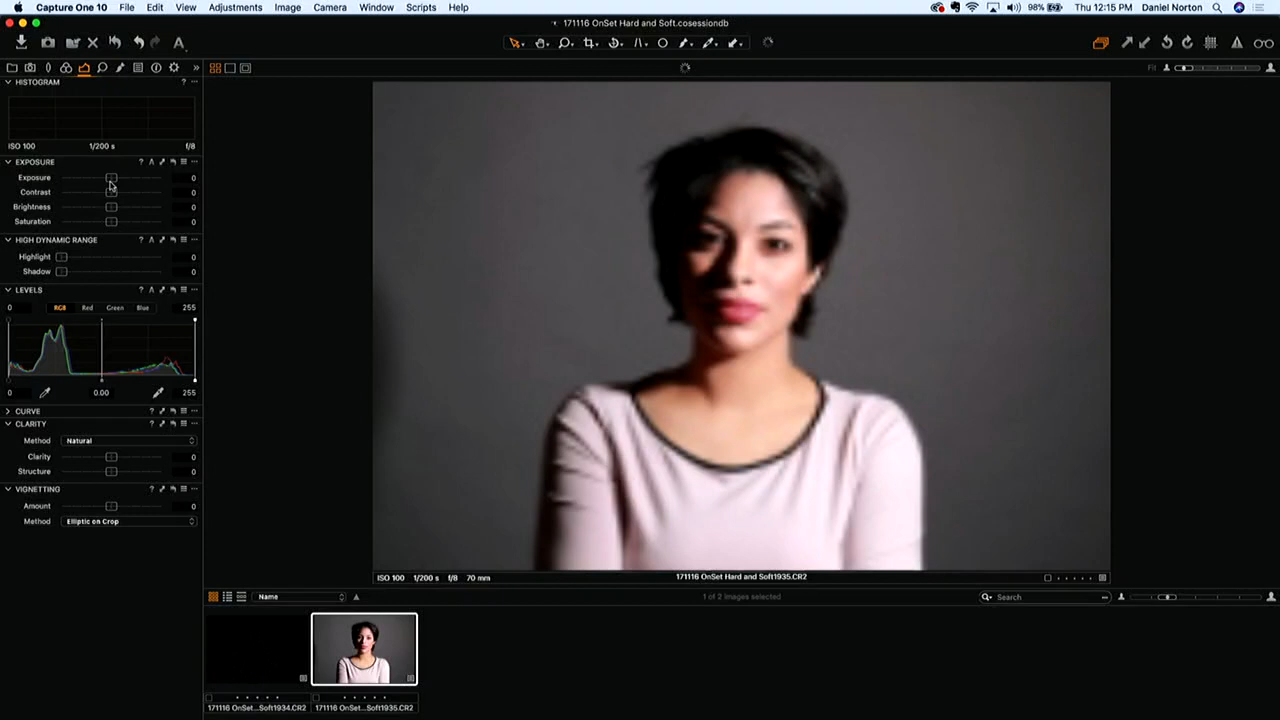 Capture One 10 File Edit View Adjustments Image Camera Window Scripts Help 98% Thu 12:15 PM Daniel Norton
171116 OnSet Hard and Soft.cosessiondb
Fit
HISTOGRAM
ISO 100 1/200 s f/8
EXPOSURE
Exposure 0
Contrast 0
Brightness 0
Saturation 0
HIGH DYNAMIC RANGE
Highlight 0
Shadow 0
LEVELS
0 RGB Red Green Blue 255
0 0.00 255
CURVE
CLARITY
Method Natural
Clarity 0
Structure 0
VIGNETTING
Amount 0
Method Elliptic on Crop
ISO 100 1/200 s f/8 70 mm 171116 OnSet Hard and Soft1935.CR2
Name 1 of 2 images selected Search
171116 OnSet...Soft1934.CR2 171116 OnSet...Soft1935.CR2